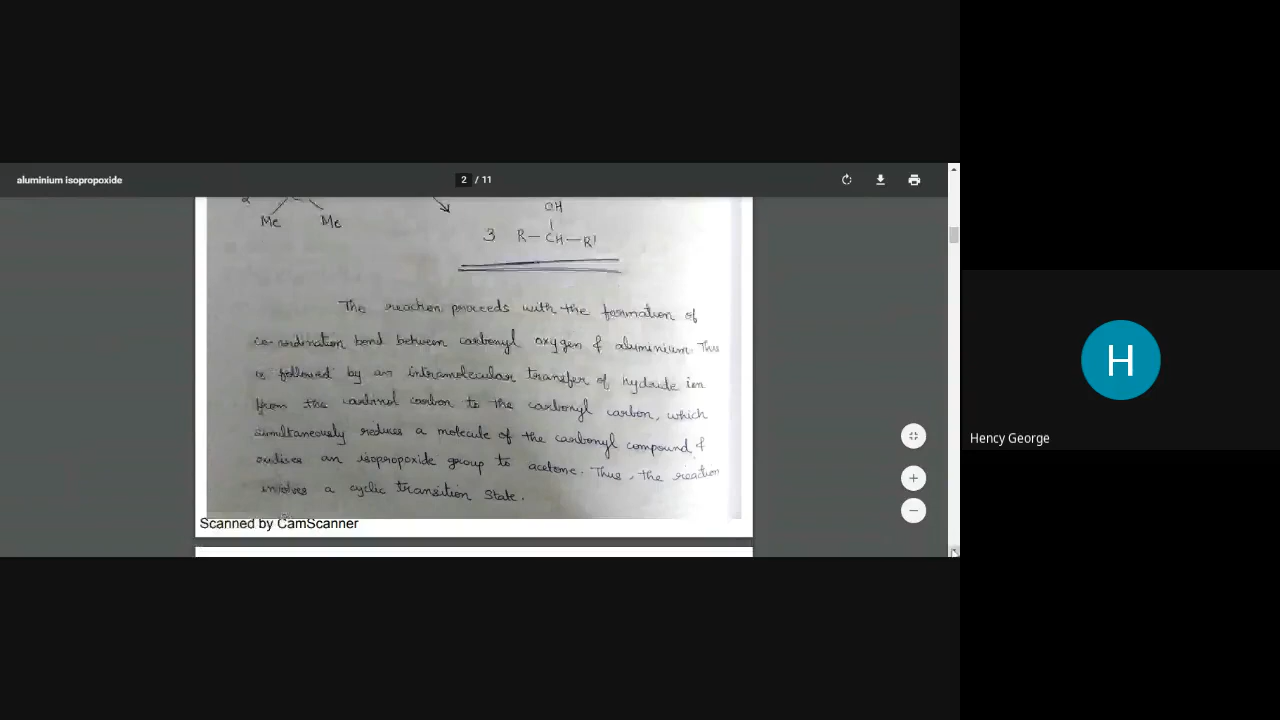 aluminium isopropoxide
2 / 11
2
Me Me
OH
3 R—CH—R'
The reaction proceeds with the formation of
co-ordination bond between carbonyl oxygen & aluminium. This
is followed by an intramolecular transfer of hydride ion
from the carbinol carbon to the carbonyl carbon, which
simultaneously reduces a molecule of the carbonyl compound &
oxidises an isopropoxide group to acetone. Thus, the reaction
involves a cyclic transition state.
Scanned by CamScanner
H
Hency George